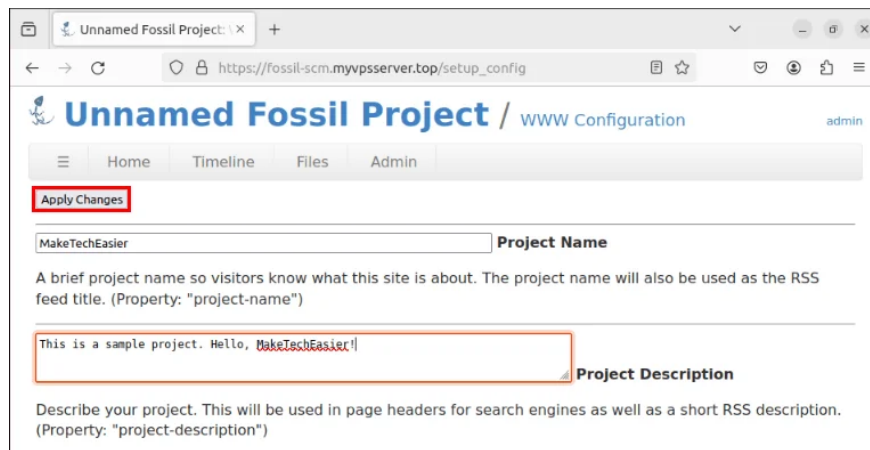 Unnamed Fossil Project: W
https://fossil-scm.myvpsserver.top/setup_config
Unnamed Fossil Project / WWW Configuration
admin
Home Timeline Files Admin
Apply Changes
MakeTechEasier Project Name
A brief project name so visitors know what this site is about. The project name will also be used as the RSS
feed title. (Property: "project-name")
This is a sample project. Hello, MakeTechEasier!
Project Description
Describe your project. This will be used in page headers for search engines as well as a short RSS description.
(Property: "project-description")